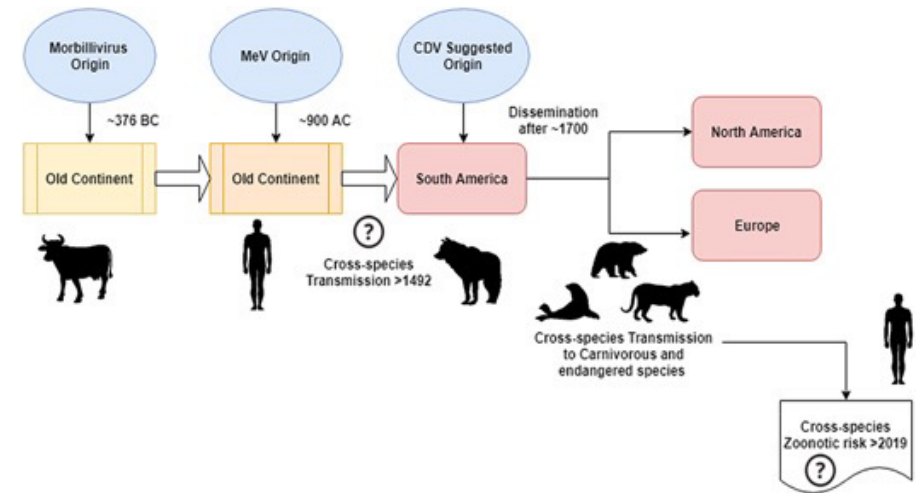 Morbillivirus
Origin
MeV Origin
CDV Suggested
Origin
~376 BC
~900 AC
Dissemination
after ~1700
North America
Old Continent
Old Continent
South America
Europe
?
Cross-species
Transmission >1492
Cross-species Transmission
to Carnivorous and
endangered species
Cross-species
Zoonotic risk >2019
?